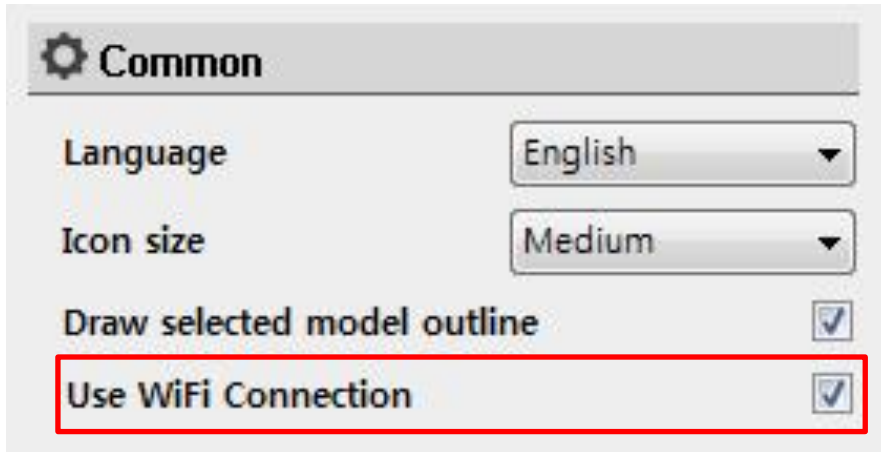 Common
Language English
Icon size Medium
Draw selected model outline
Use WiFi Connection